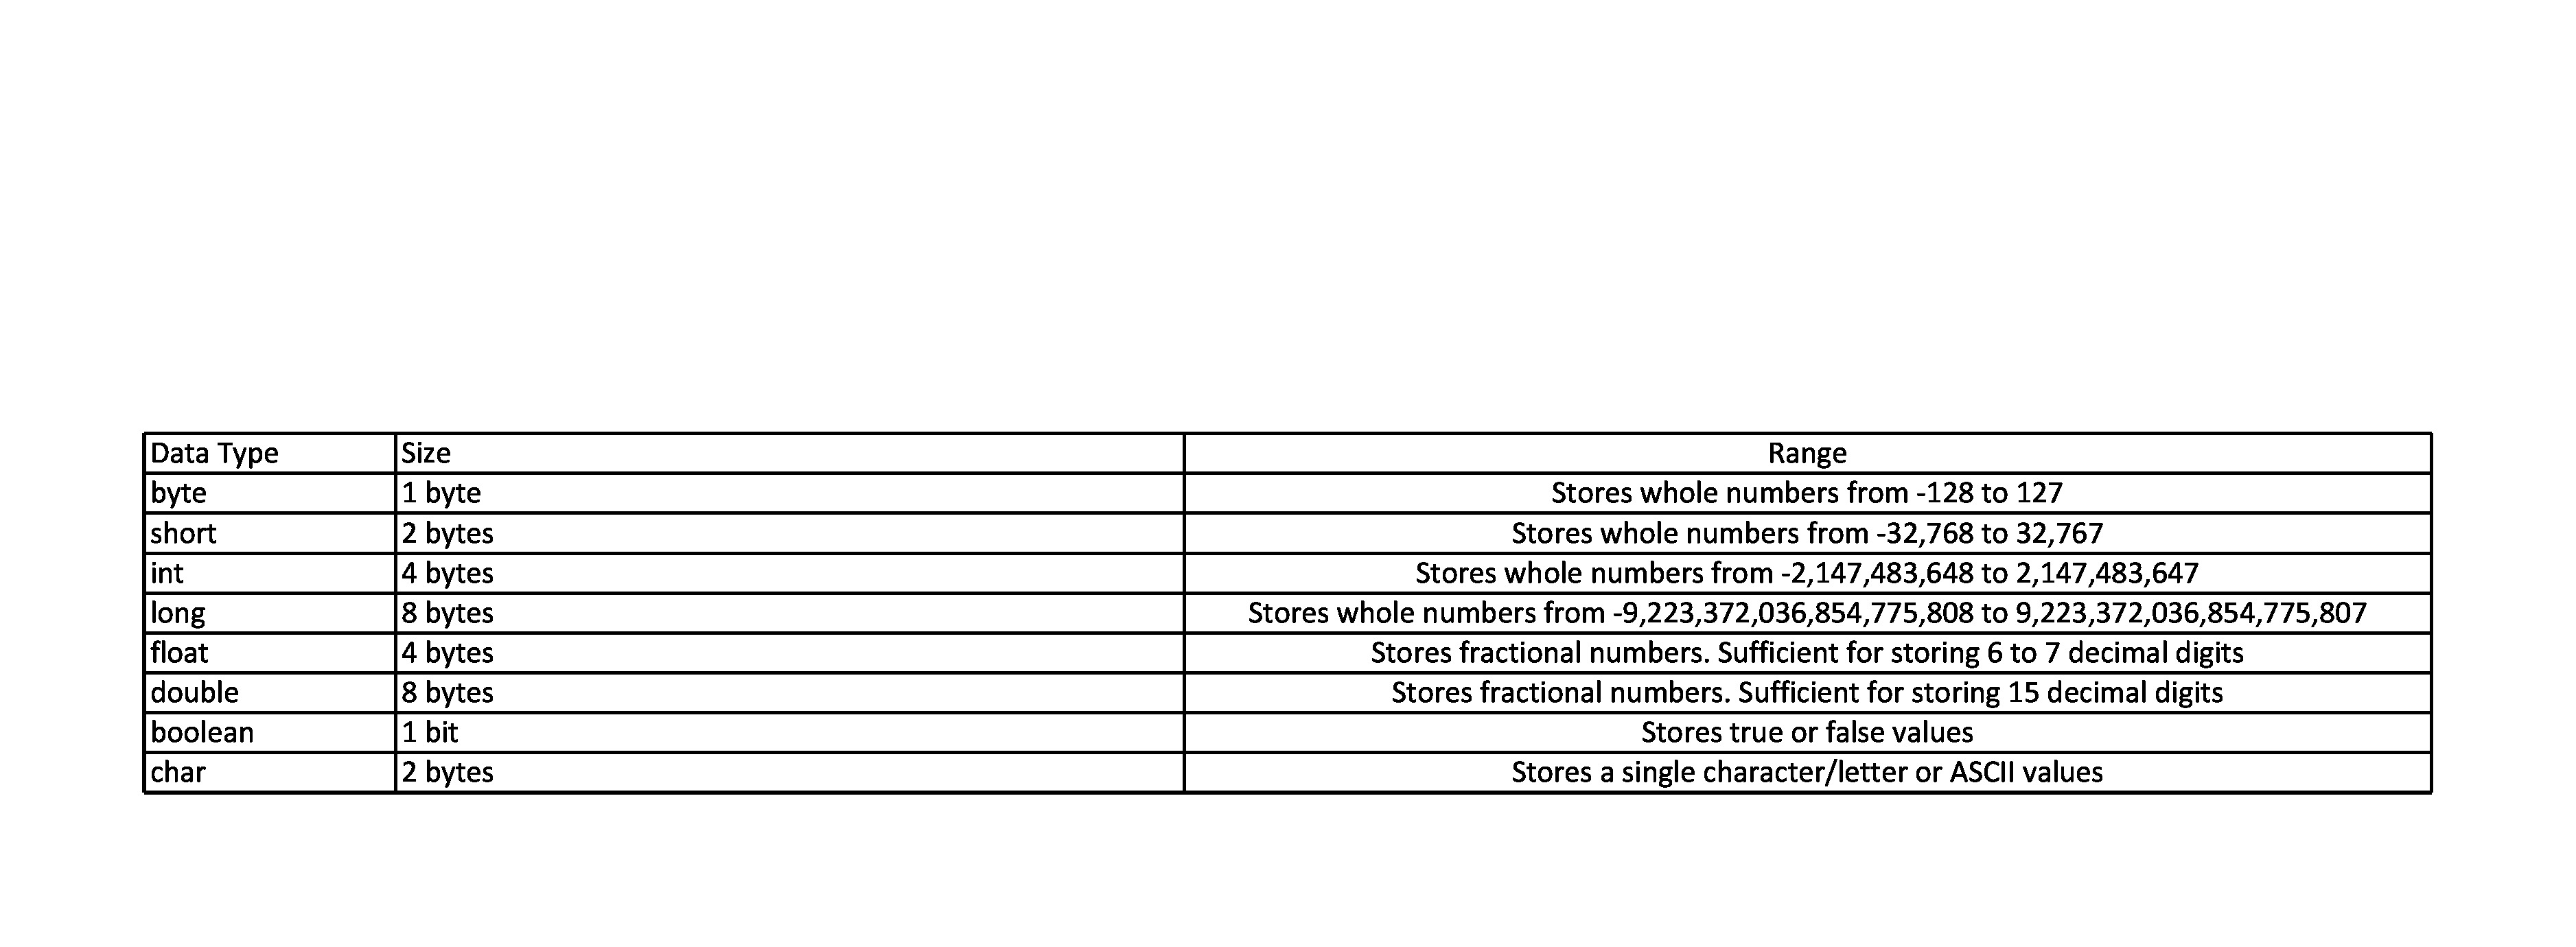 Data Type Size Range
byte 1 byte Stores whole numbers from -128 to 127
short 2 bytes Stores whole numbers from -32,768 to 32,767
int 4 bytes Stores whole numbers from -2,147,483,648 to 2,147,483,647
long 8 bytes Stores whole numbers from -9,223,372,036,854,775,808 to 9,223,372,036,854,775,807
float 4 bytes Stores fractional numbers. Sufficient for storing 6 to 7 decimal digits
double 8 bytes Stores fractional numbers. Sufficient for storing 15 decimal digits
boolean 1 bit Stores true or false values
char 2 bytes Stores a single character/letter or ASCII values